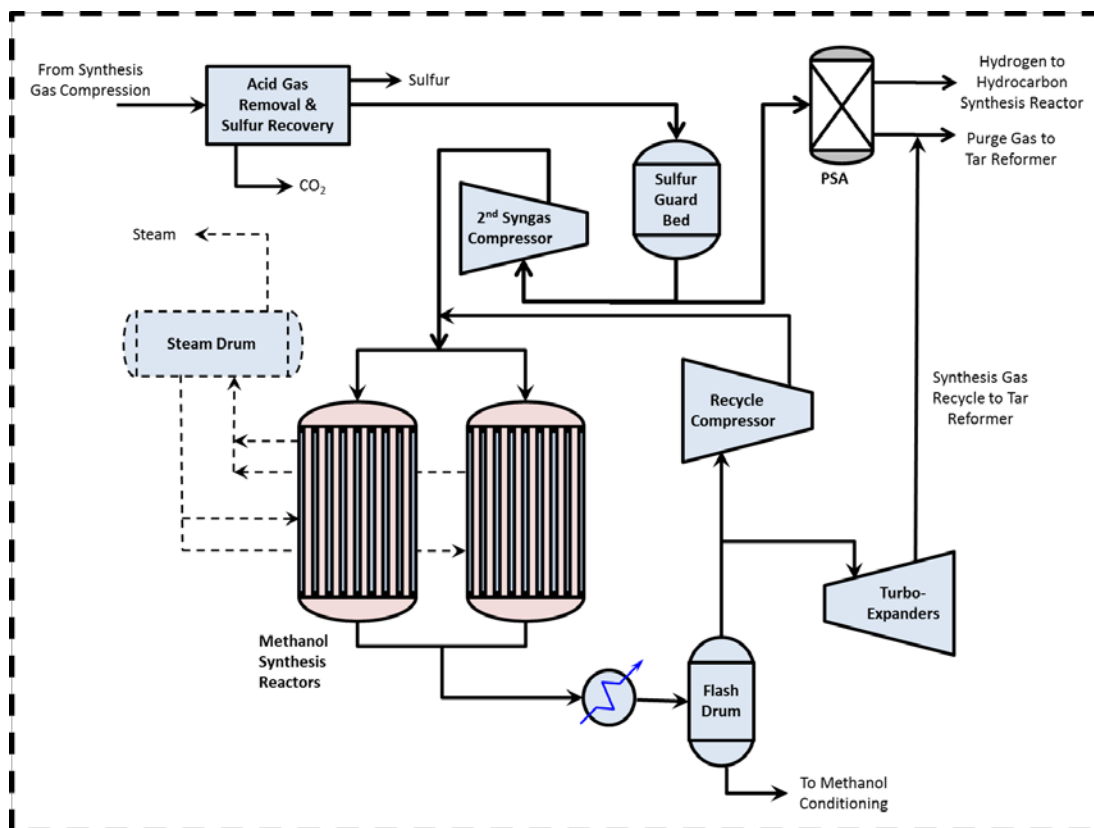 From Synthesis
Gas Compression
Acid Gas
Removal &
Sulfur Recovery
Sulfur
CO2
Hydrogen to
Hydrocarbon
Synthesis Reactor
Purge Gas to
Tar Reformer
PSA
Sulfur
Guard
Bed
2nd Syngas
Compressor
Steam
Steam Drum
Recycle
Compressor
Synthesis Gas
Recycle to Tar
Reformer
Turbo-
Expanders
Methanol
Synthesis
Reactors
Flash
Drum
To Methanol
Conditioning